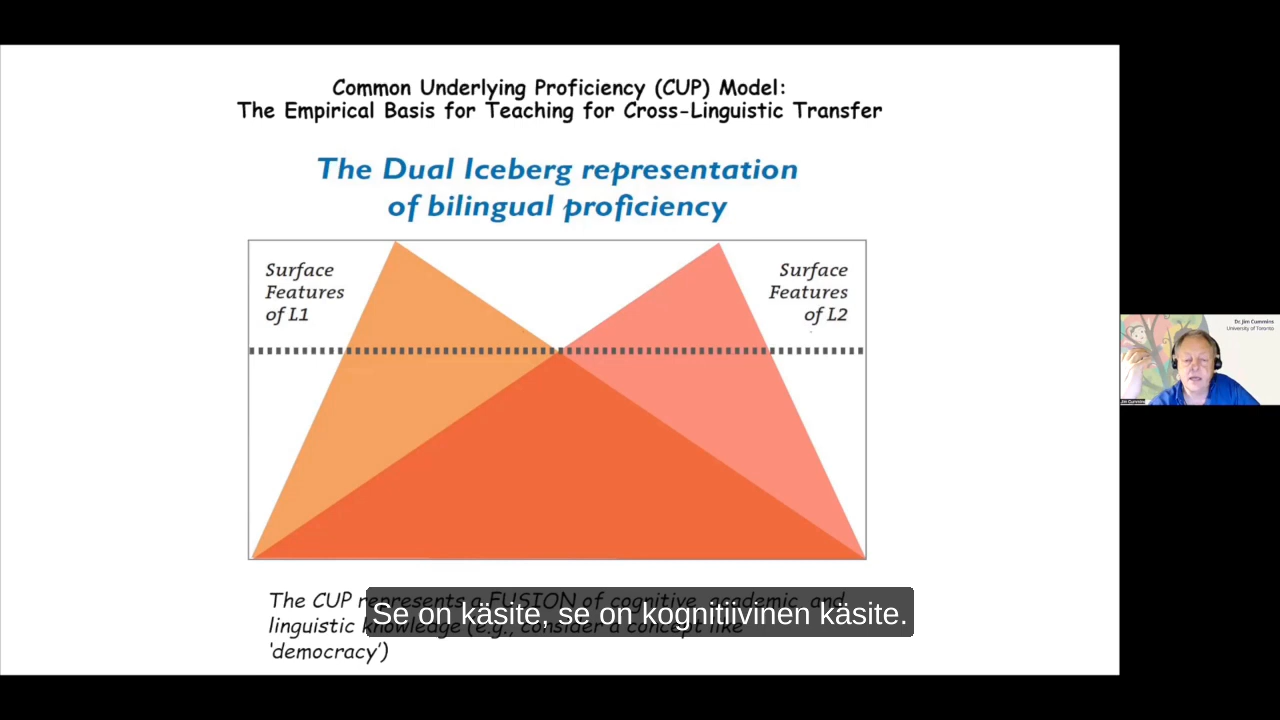 Common Underlying Proficiency (CUP) Model:
The Empirical Basis for Teaching for Cross-Linguistic Transfer
The Dual Iceberg representation
of bilingual proficiency
Surface
Features
of L1
Surface
Features
of L2
Dr. Jim Cummins
University of Toronto
Jim Cummins
The CUP represents a FUSION of cognitive, academic, and
linguistic knowledge (e.g., consider a concept like
'democracy')
Se on käsite, se on kognitiivinen käsite.